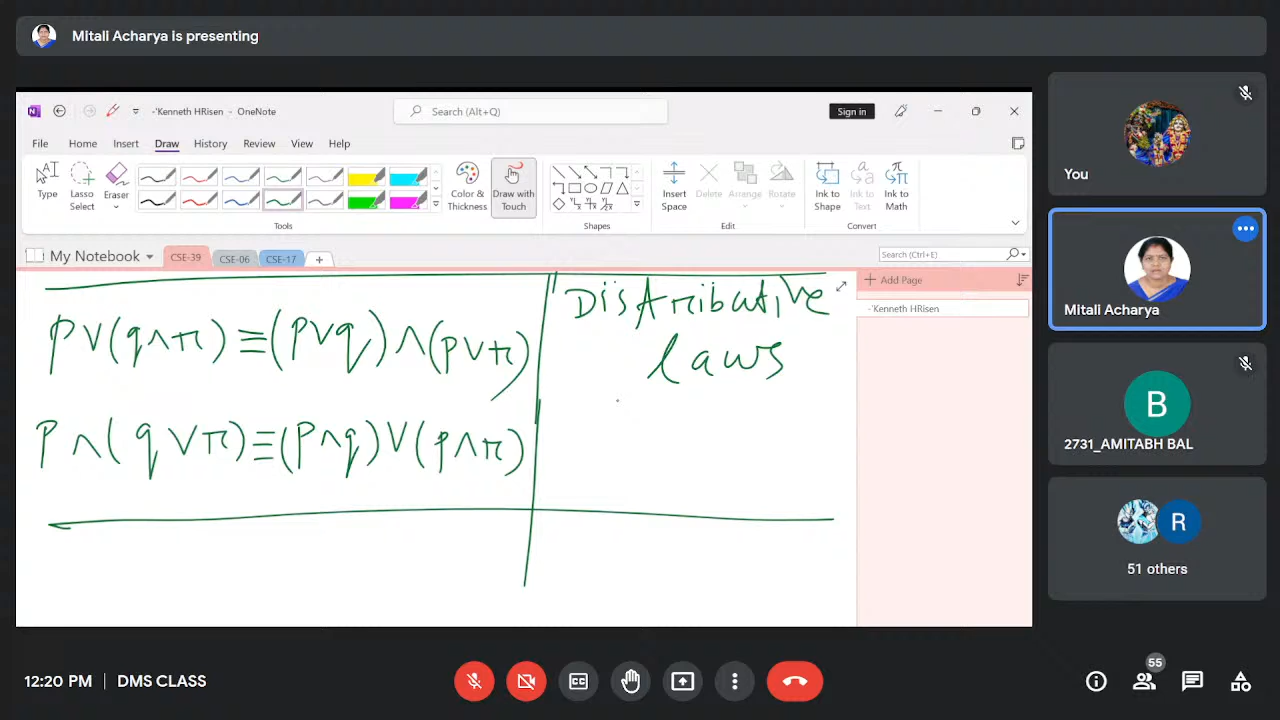 Mitali Acharya is presenting
-'Kenneth HRisen - OneNote
Search (Alt+Q)
Sign in
File Home Insert Draw History Review View Help
Type
Lasso Select
Eraser
Color & Thickness
Draw with Touch
Insert Space
Delete
Arrange
Rotate
Ink to Shape
Ink to Text
Ink to Math
Tools
Shapes
Edit
Convert
My Notebook
CSE-39
CSE-06
CSE-17
Search (Ctrl+E)
Add Page
-'Kenneth HRisen
p∨(q∧r)≡(p∨q)∧(p∨r)
Distributive
laws
p∧(q∨r)≡(p∧q)∨(p∧r)
You
Mitali Acharya
B
2731_AMITABH BAL
R
51 others
12:20 PM | DMS CLASS
55